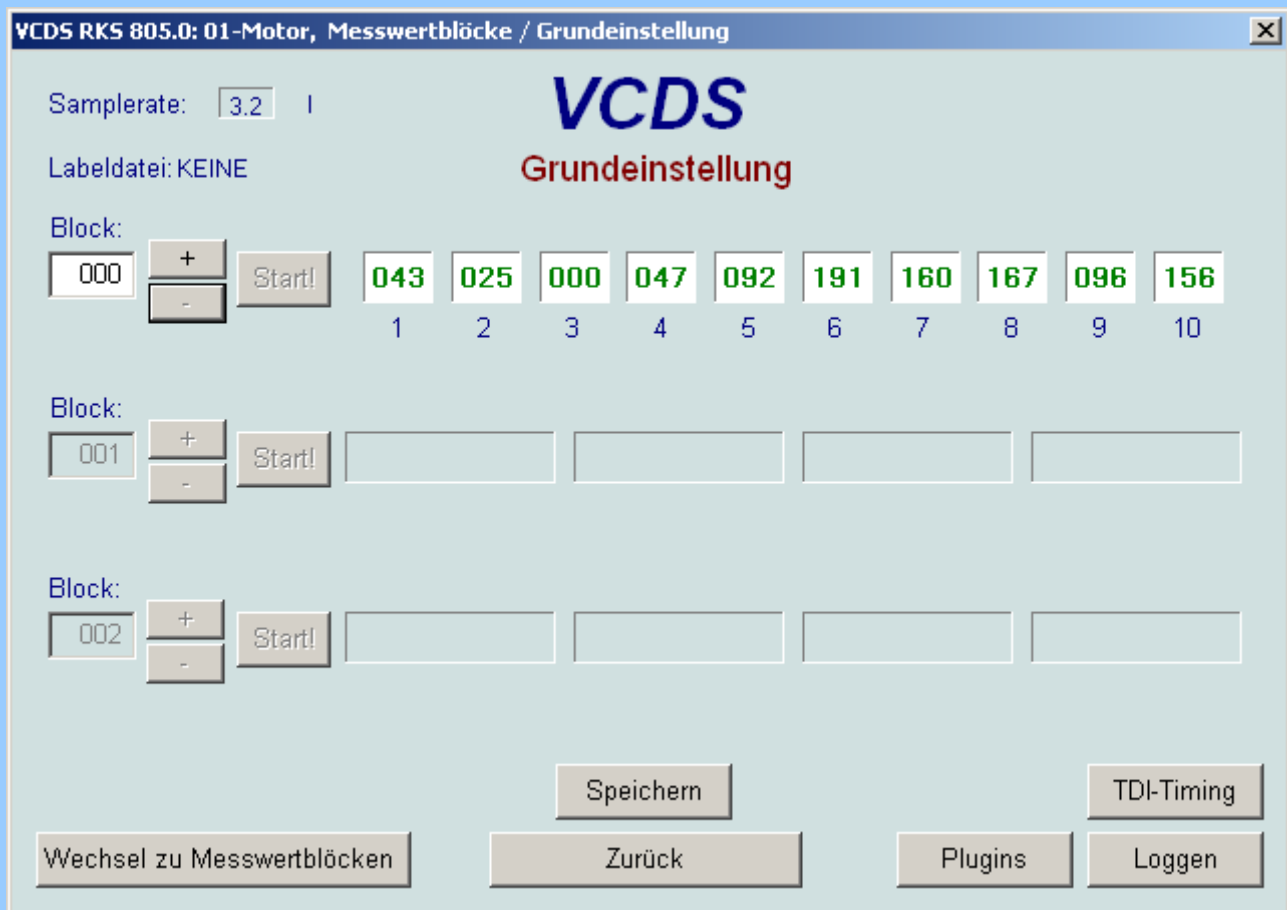 VCDS RKS 805.0: 01-Motor, Messwertblöcke / Grundeinstellung
Samplerate: 3.2 I
VCDS
Labeldatei: KEINE
Grundeinstellung
Block:
000 + - Start! 043 025 000 047 092 191 160 167 096 156
1 2 3 4 5 6 7 8 9 10
Block:
001 + - Start!
Block:
002 + - Start!
Speichern TDI-Timing
Wechsel zu Messwertblöcken Zurück Plugins Loggen